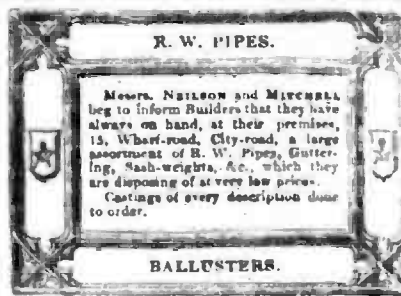 R. W. PIPES.
Messrs. NEILSON and MITCHELL
beg to inform Builders that they have
always on hand, at their premises,
15, Wharf-road, City-road, a large
assortment of R. W. Pipes, Gutter-
ing, Sash-weights, &c., which they
are disposing of at very low prices.
Castings of every description done
to order.
BALLUSTERS.